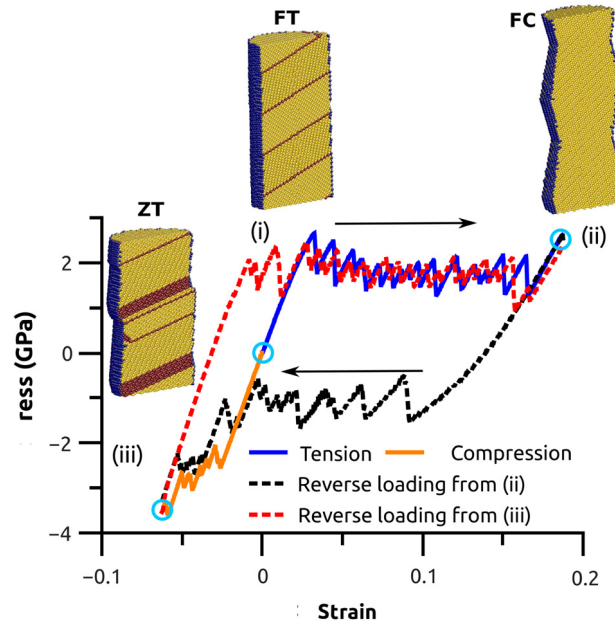 FT
FC
ZT
(i)
(ii)
(iii)
2
0
−2
−4
ress (GPa)
Tension
Compression
Reverse loading from (ii)
Reverse loading from (iii)
−0.1
0
0.1
0.2
Strain